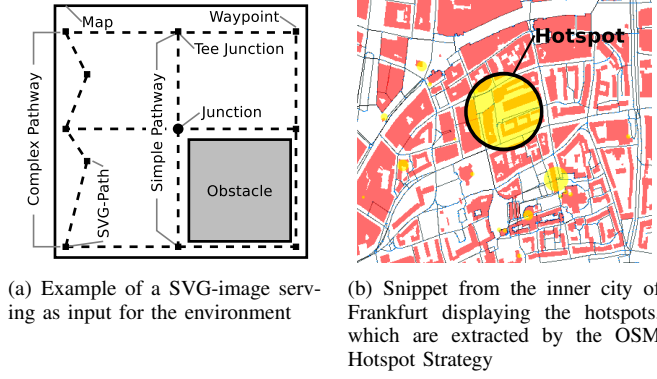 Map
Waypoint
Tee Junction
Junction
Complex Pathway
Simple Pathway
SVG-Path
Obstacle
Hotspot
(a) Example of a SVG-image serv-
ing as input for the environment
(b) Snippet from the inner city of
Frankfurt displaying the hotspots
which are extracted by the OSM
Hotspot Strategy